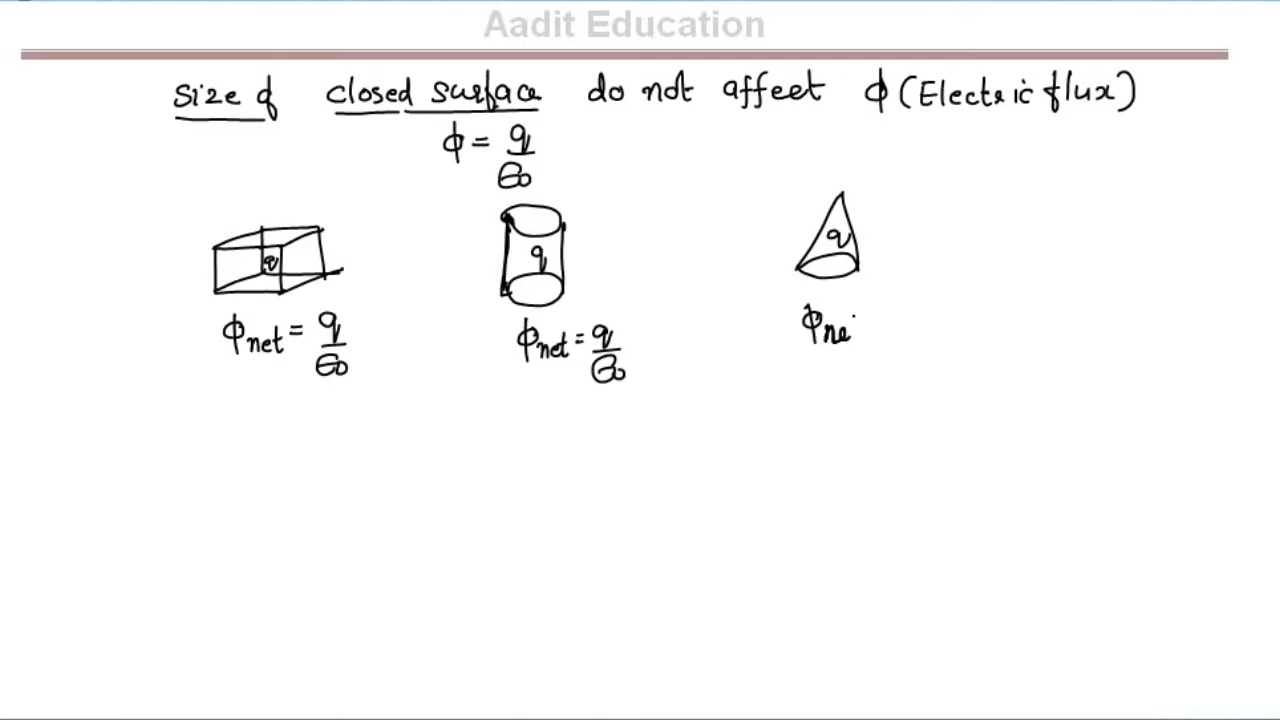 Aadit Education
size of closed surface do not affect ϕ (Electric flux)
ϕ = q/ϵ0
q q q
ϕnet = q/ϵ0 ϕnet = q/ϵ0 ϕne